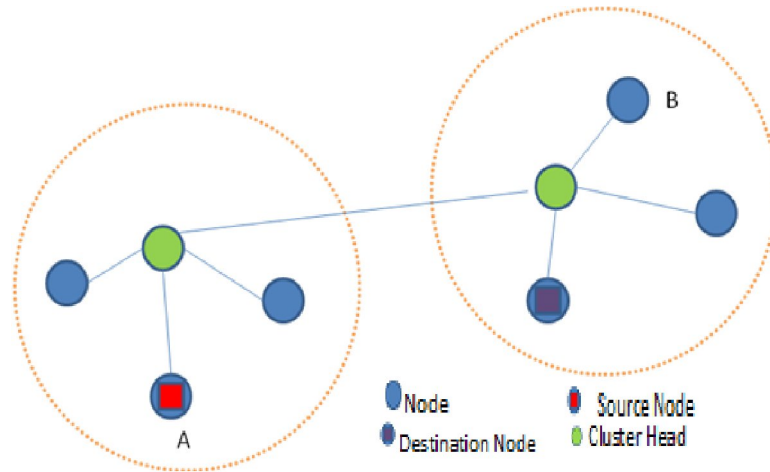 B
A
Node
Source Node
Destination Node
Cluster Head